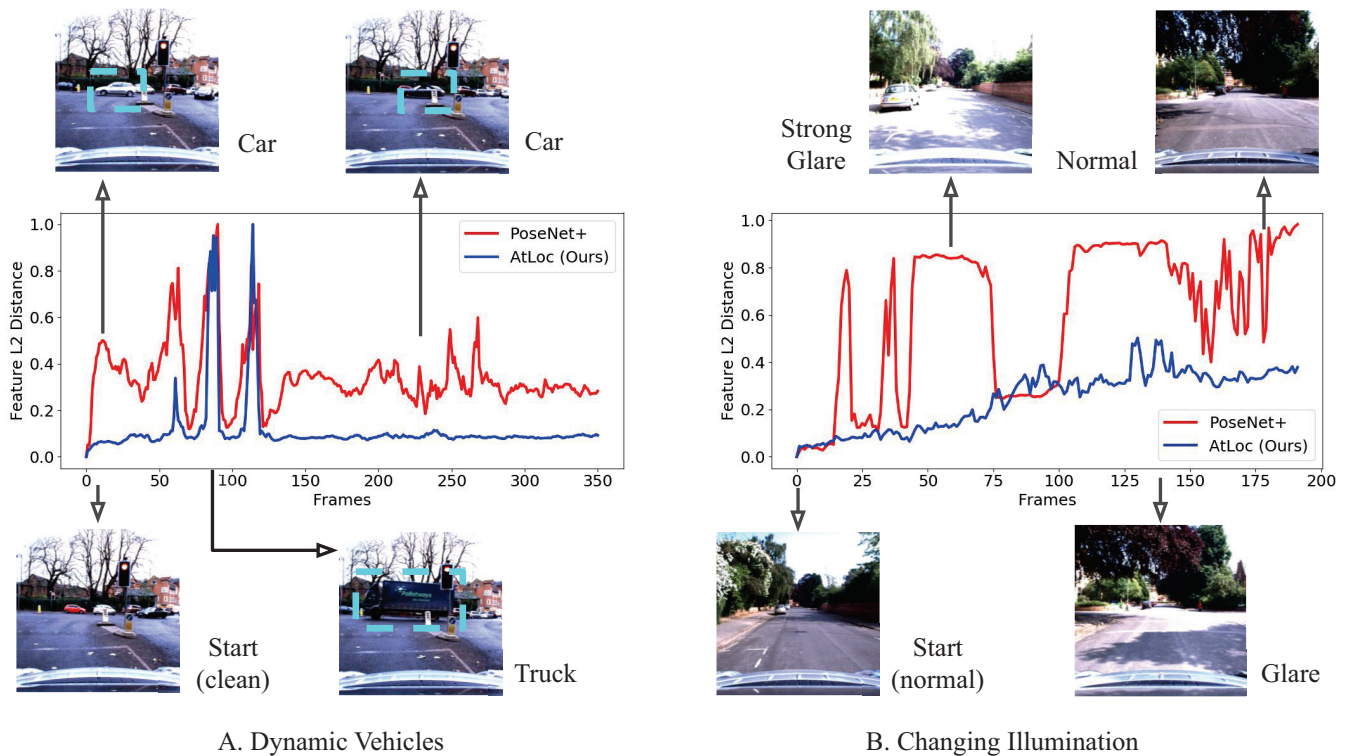 Car
Car
Strong
Glare
Normal
1.0
0.8
0.6
0.4
0.2
0.0
Feature L2 Distance
PoseNet+
AtLoc (Ours)
0
50
100
150
200
250
300
350
Frames
1.0
0.8
0.6
0.4
0.2
0.0
Feature L2 Distance
PoseNet+
AtLoc (Ours)
0
25
50
75
100
125
150
175
200
Frames
Start
(clean)
Palletways
Truck
Start
(normal)
Glare
A. Dynamic Vehicles
B. Changing Illumination